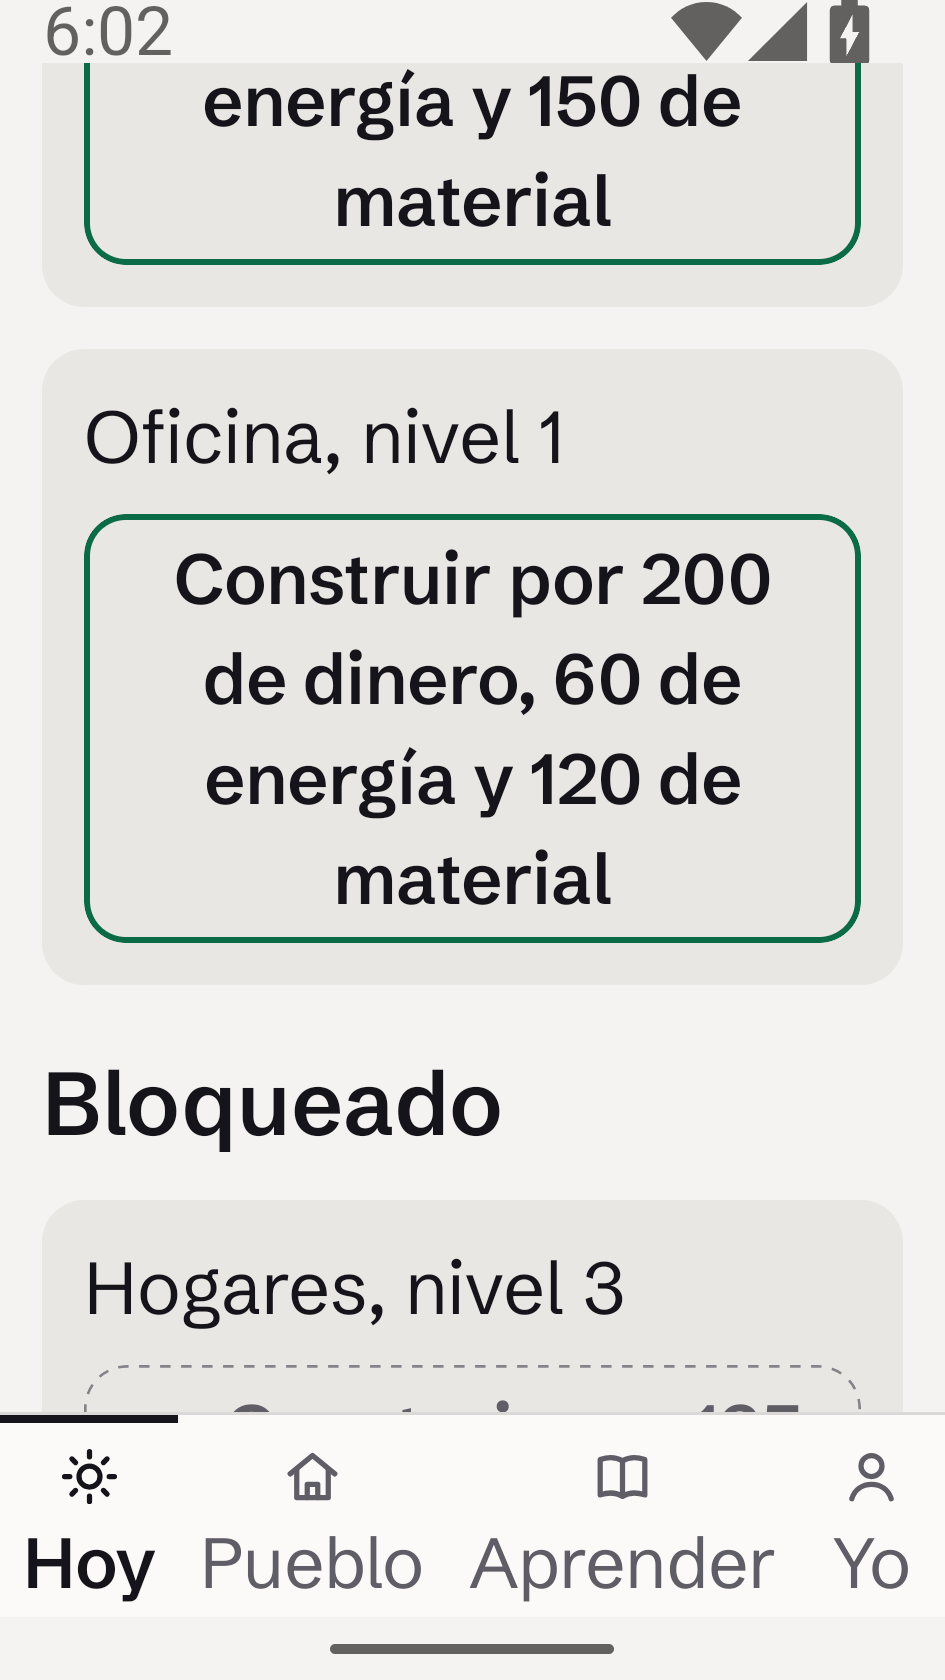 6:02
energía y 150 de
material
Oficina, nivel 1
Construir por 200
de dinero, 60 de
energía y 120 de
material
Bloqueado
Hogares, nivel 3
Hoy
Pueblo
Aprender
Yo